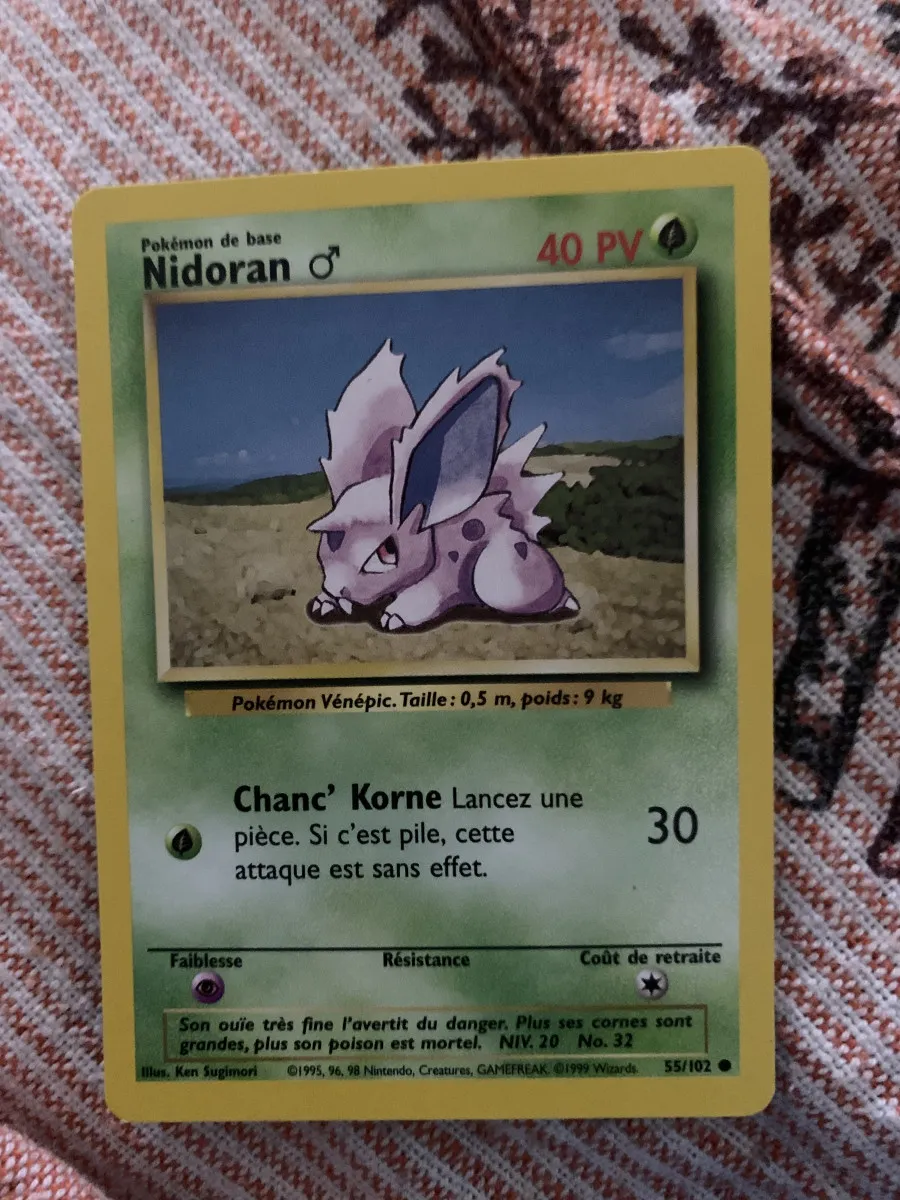 Pokémon de base
Nidoran ♂
40 PV
Pokémon Vénépic. Taille : 0,5 m, poids : 9 kg
Chanc' Korne Lancez une
pièce. Si c'est pile, cette
attaque est sans effet.
30
Faiblesse Résistance Coût de retraite
Son ouïe très fine l'avertit du danger. Plus ses cornes sont
grandes, plus son poison est mortel. NIV. 20 No. 32
Illus. Ken Sugimori ©1995, 96, 98 Nintendo, Creatures, GAMEFREAK. ©1999 Wizards. 55/102